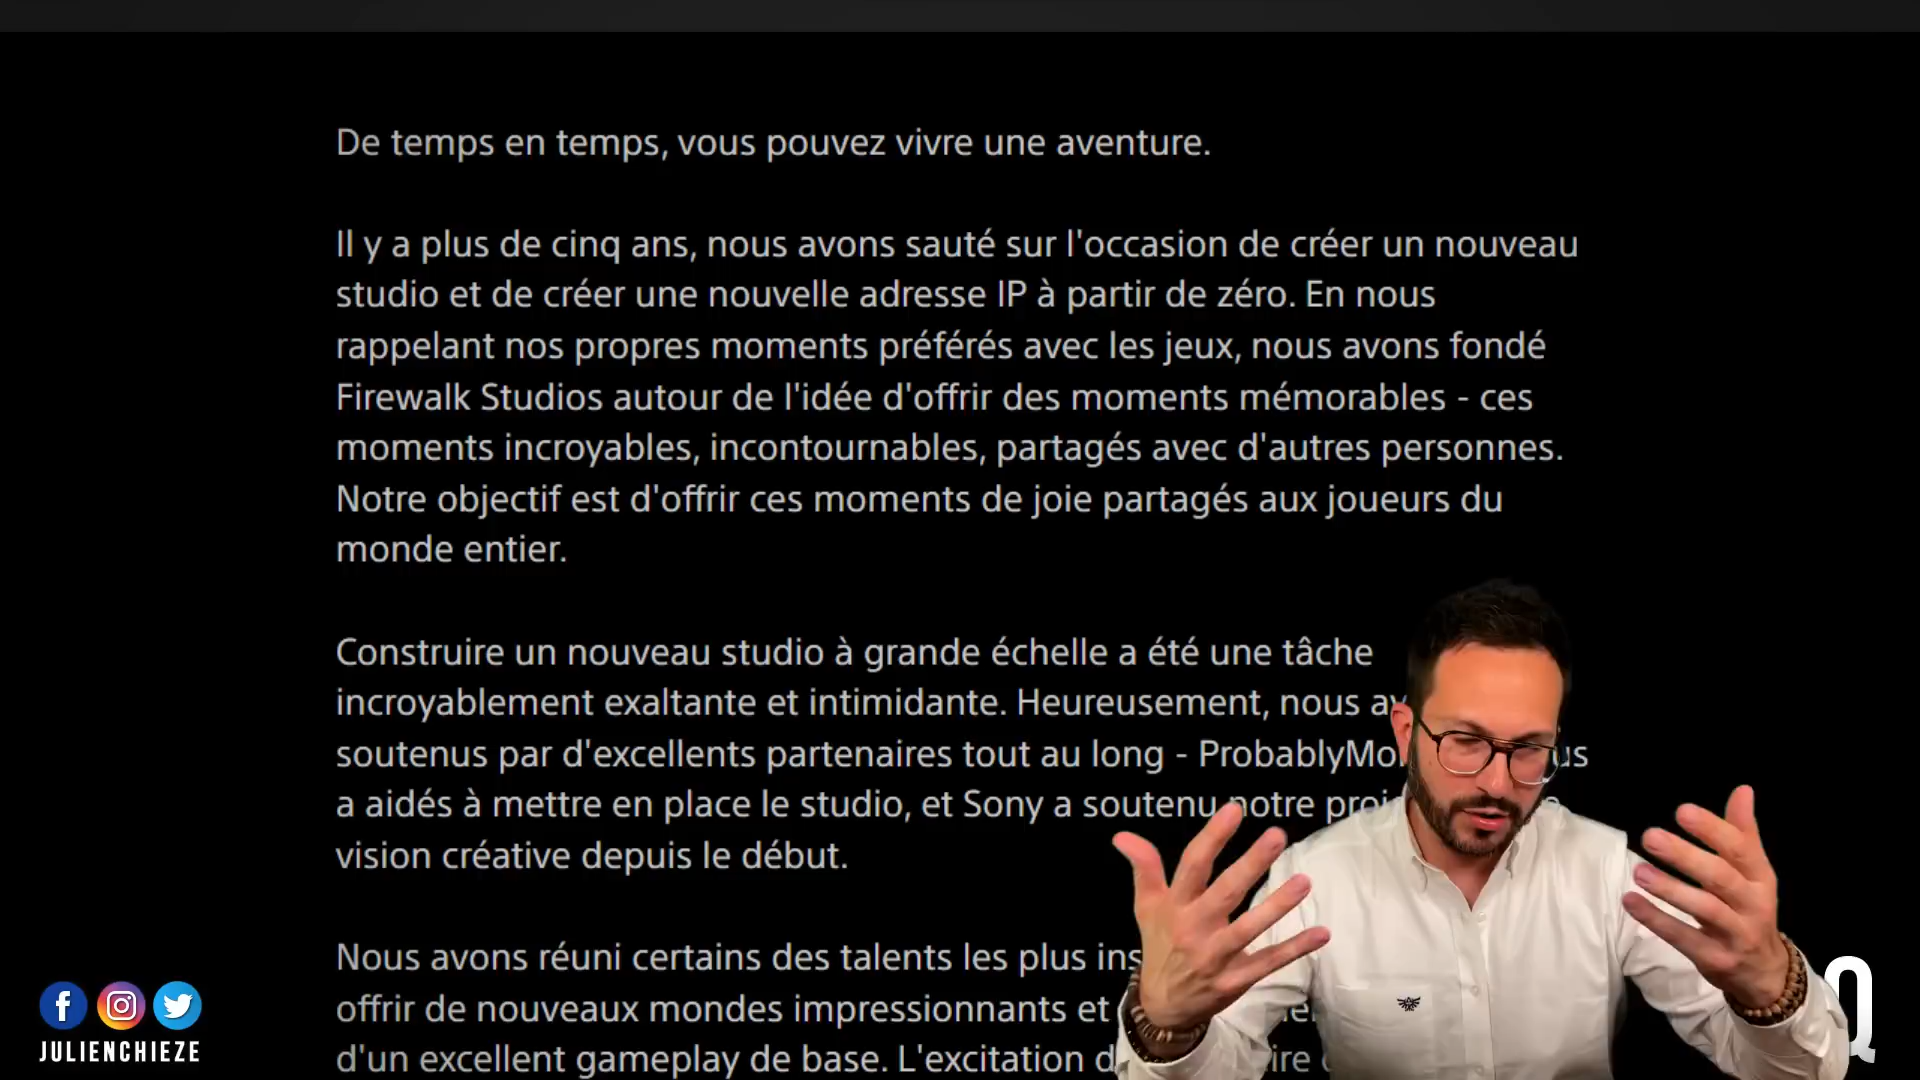 De temps en temps, vous pouvez vivre une aventure.
Il y a plus de cinq ans, nous avons sauté sur l'occasion de créer un nouveau
studio et de créer une nouvelle adresse IP à partir de zéro. En nous
rappelant nos propres moments préférés avec les jeux, nous avons fondé
Firewalk Studios autour de l'idée d'offrir des moments mémorables - ces
moments incroyables, incontournables, partagés avec d'autres personnes.
Notre objectif est d'offrir ces moments de joie partagés aux joueurs du
monde entier.
Construire un nouveau studio à grande échelle a été une tâche
incroyablement exaltante et intimidante. Heureusement, nous
soutenus par d'excellents partenaires tout au long -
a aidés à mettre en place le studio, et Sony a soutenu notre
vision créative depuis le début.
Nous avons réuni certains des talents les plus
offrir de nouveaux mondes impressionnants et
d'un excellent gameplay de base. L'excitation
JULIENCHIEZE
Q